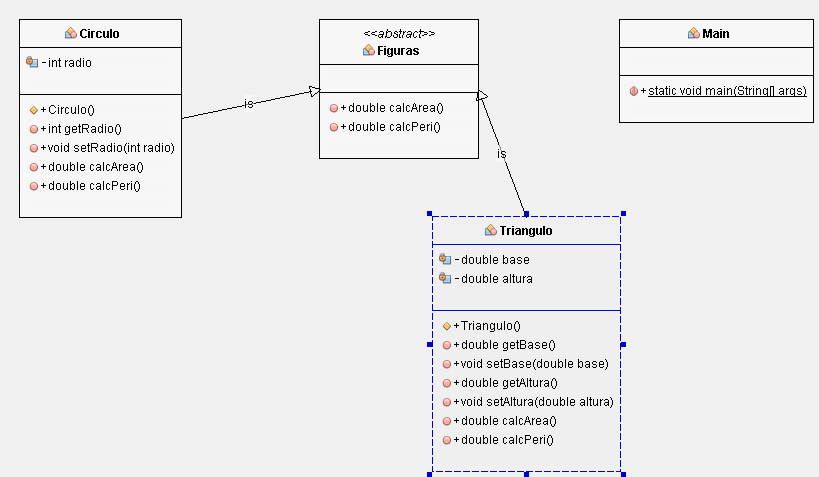 Circulo
- int radio
+ Circulo()
+ int getRadio()
+ void setRadio(int radio)
+ double calcArea()
+ double calcPeri()
is
<<abstract>>
Figuras
+ double calcArea()
+ double calcPeri()
is
Main
+ static void main(String[] args)
Triangulo
- double base
- double altura
+ Triangulo()
+ double getBase()
+ void setBase(double base)
+ double getAltura()
+ void setAltura(double altura)
+ double calcArea()
+ double calcPeri()